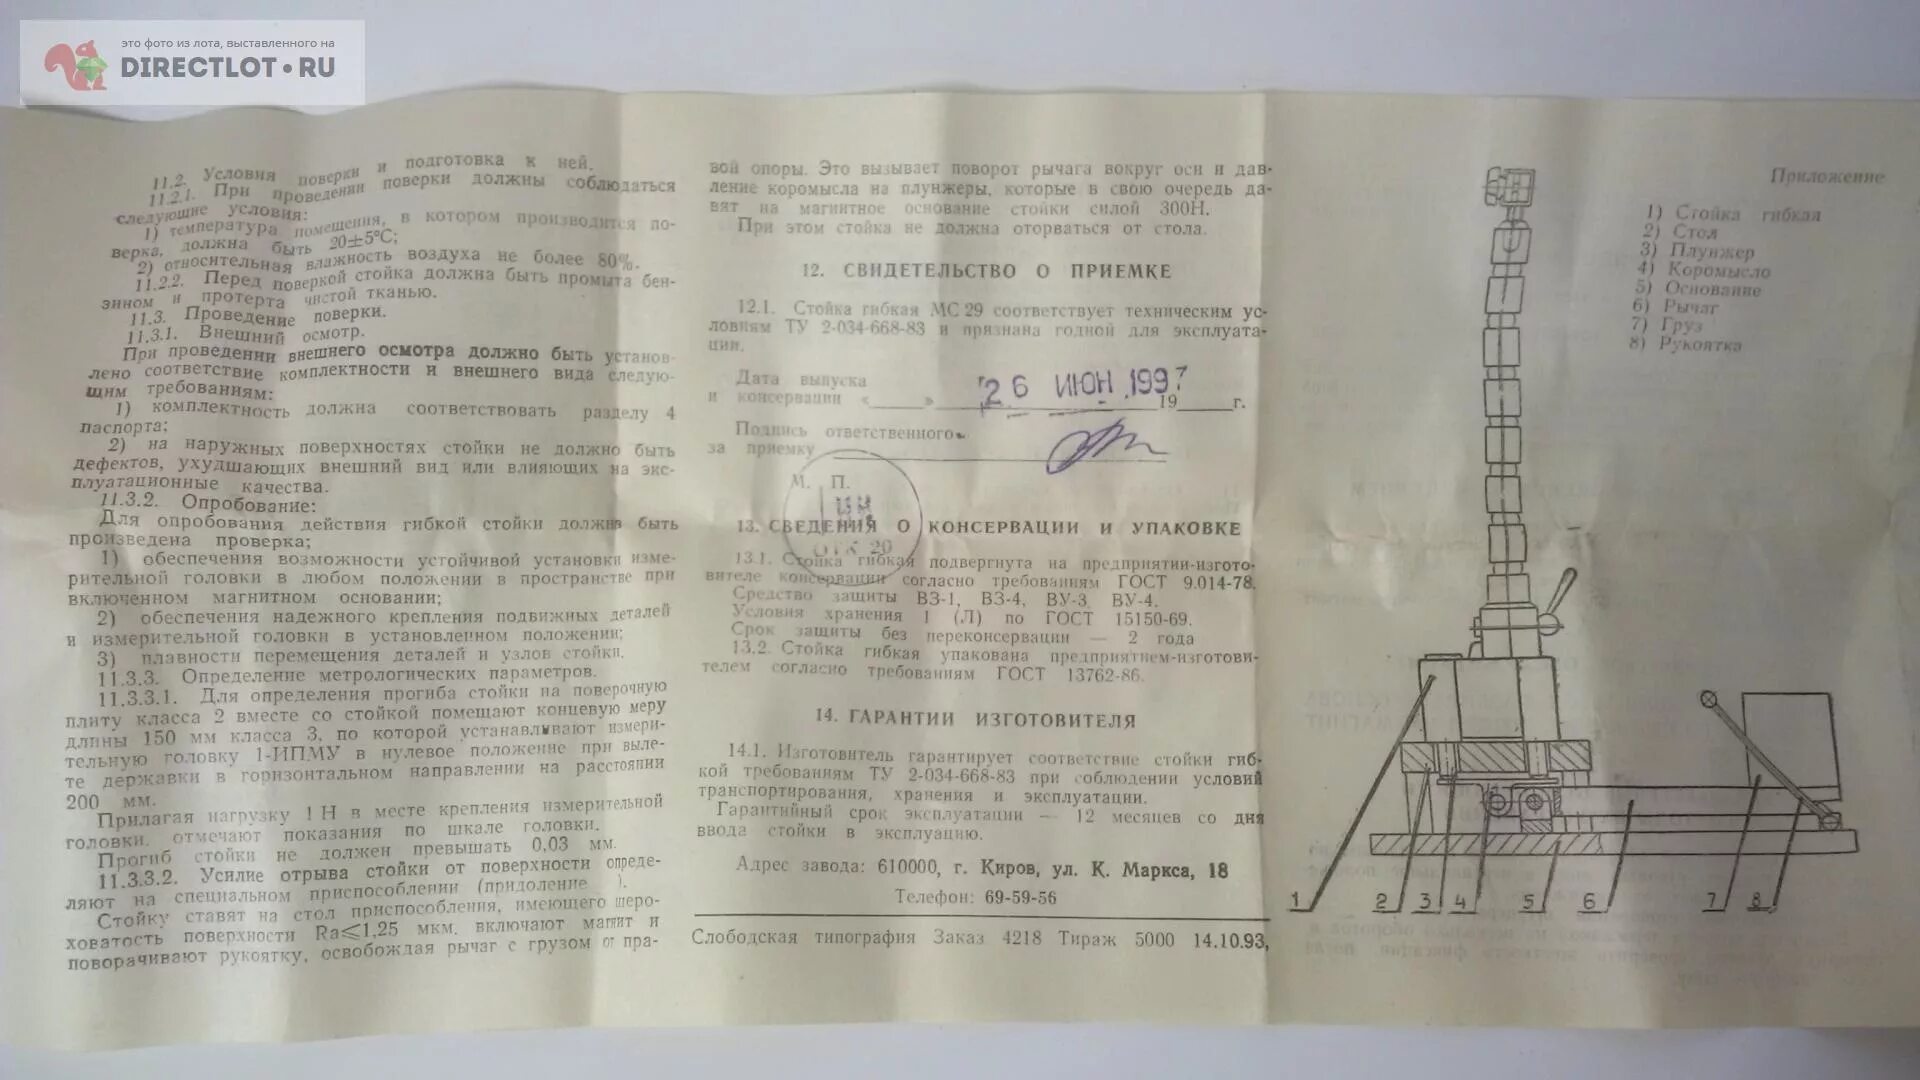 это фото из лота, выставленного на
DIRECTLOT.RU
11.2. Условия поверки и подготовка к ней.
11.2.1. При проведении поверки должны соблюдаться
следующие условия:
1) температура помещения, в котором производится по-
верка, должна быть 20±5°С;
2) относительная влажность воздуха не более 80%.
11.2.2. Перед поверкой стойка должна быть промыта бен-
зином и протерта чистой тканью.
11.3. Проведение поверки.
11.3.1. Внешний осмотр.
При проведении внешнего осмотра должно быть установ-
лено соответствие комплектности и внешнего вида следую-
щим требованиям:
1) комплектность должна соответствовать разделу 4
паспорта;
2) на наружных поверхностях стойки не должно быть
дефектов, ухудшающих внешний вид или влияющих на экс-
плуатационные качества.
11.3.2. Опробование:
Для опробования действия гибкой стойки должна быть
произведена проверка;
1) обеспечения возможности устойчивой установки изме-
рительной головки в любом положении в пространстве при
включенном магнитном основании;
2) обеспечения надежного крепления подвижных деталей
и измерительной головки в установленном положении;
3) плавности перемещения деталей и узлов стойки.
11.3.3. Определение метрологических параметров.
11.3.3.1. Для определения прогиба стойки на поверочную
плиту класса 2 вместе со стойкой помещают концевую меру
длины 150 мм класса 3, по которой устанавливают измери-
тельную головку 1-ИПМУ в нулевое положение при выле-
те державки в горизонтальном направлении на расстоянии
200 мм.
Прилагая нагрузку 1 Н в месте крепления измерительной
головки, отмечают показания по шкале головки.
Прогиб стойки не должен превышать 0,03 мм.
11.3.3.2. Усилие отрыва стойки от поверхности опреде-
ляют на специальном приспособлении (придоление ).
Стойку ставят на стол приспособления, имеющего шеро-
ховатость поверхности Ra≤1,25 мкм, включают магнит и
поворачивают рукоятку, освобождая рычаг с грузом от пра-
вой опоры. Это вызывает поворот рычага вокруг оси и дав-
ление коромысла на плунжеры, которые в свою очередь да-
вят на магнитное основание стойки силой 300Н.
При этом стойка не должна оторваться от стола.
12. СВИДЕТЕЛЬСТВО О ПРИЕМКЕ
12.1. Стойка гибкая МС 29 соответствует техническим ус-
ловиям ТУ 2-034-668-83 и признана годной для эксплуата-
ции.
Дата выпуска
и консервации «____» 26 ИЮН 1997 19____г.
Подпись ответственного
за приемку
М. П.
ОТК 20
13. СВЕДЕНИЯ О КОНСЕРВАЦИИ И УПАКОВКЕ
13.1. Стойка гибкая подвергнута на предприятии-изгото-
вителе консервации согласно требованиям ГОСТ 9.014-78.
Средство защиты ВЗ-1, ВЗ-4, ВУ-3, ВУ-4.
Условия хранения 1 (Л) по ГОСТ 15150-69.
Срок защиты без переконсервации — 2 года
13.2. Стойка гибкая упакована предприятием-изготови-
телем согласно требованиям ГОСТ 13762-86.
14. ГАРАНТИИ ИЗГОТОВИТЕЛЯ
14.1. Изготовитель гарантирует соответствие стойки гиб-
кой требованиям ТУ 2-034-668-83 при соблюдении условий
транспортирования, хранения и эксплуатации.
Гарантийный срок эксплуатации — 12 месяцев со дня
ввода стойки в эксплуацию.
Адрес завода: 610000, г. Киров, ул. К. Маркса, 18
Телефон: 69-59-56
Слободская типография Заказ 4218 Тираж 5000 14.10.93,
Приложение
1) Стойка гибкая
2) Стол
3) Плунжер
4) Коромысло
5) Основание
6) Рычаг
7) Груз
8) Рукоятка
1 2 3 4 5 6 7 8